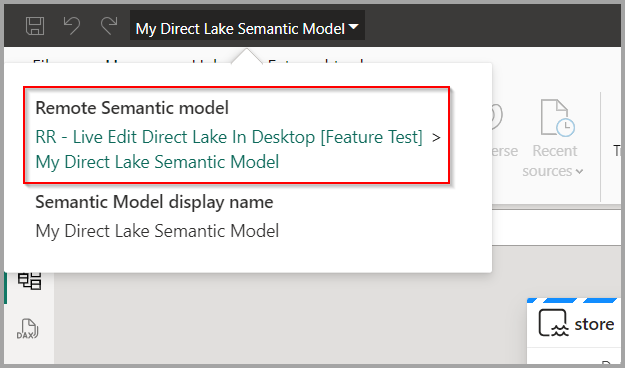 My Direct Lake Semantic Model
Remote Semantic model
RR - Live Edit Direct Lake In Desktop [Feature Test] >
My Direct Lake Semantic Model
Semantic Model display name
My Direct Lake Semantic Model
Recent
sources
DAX
store